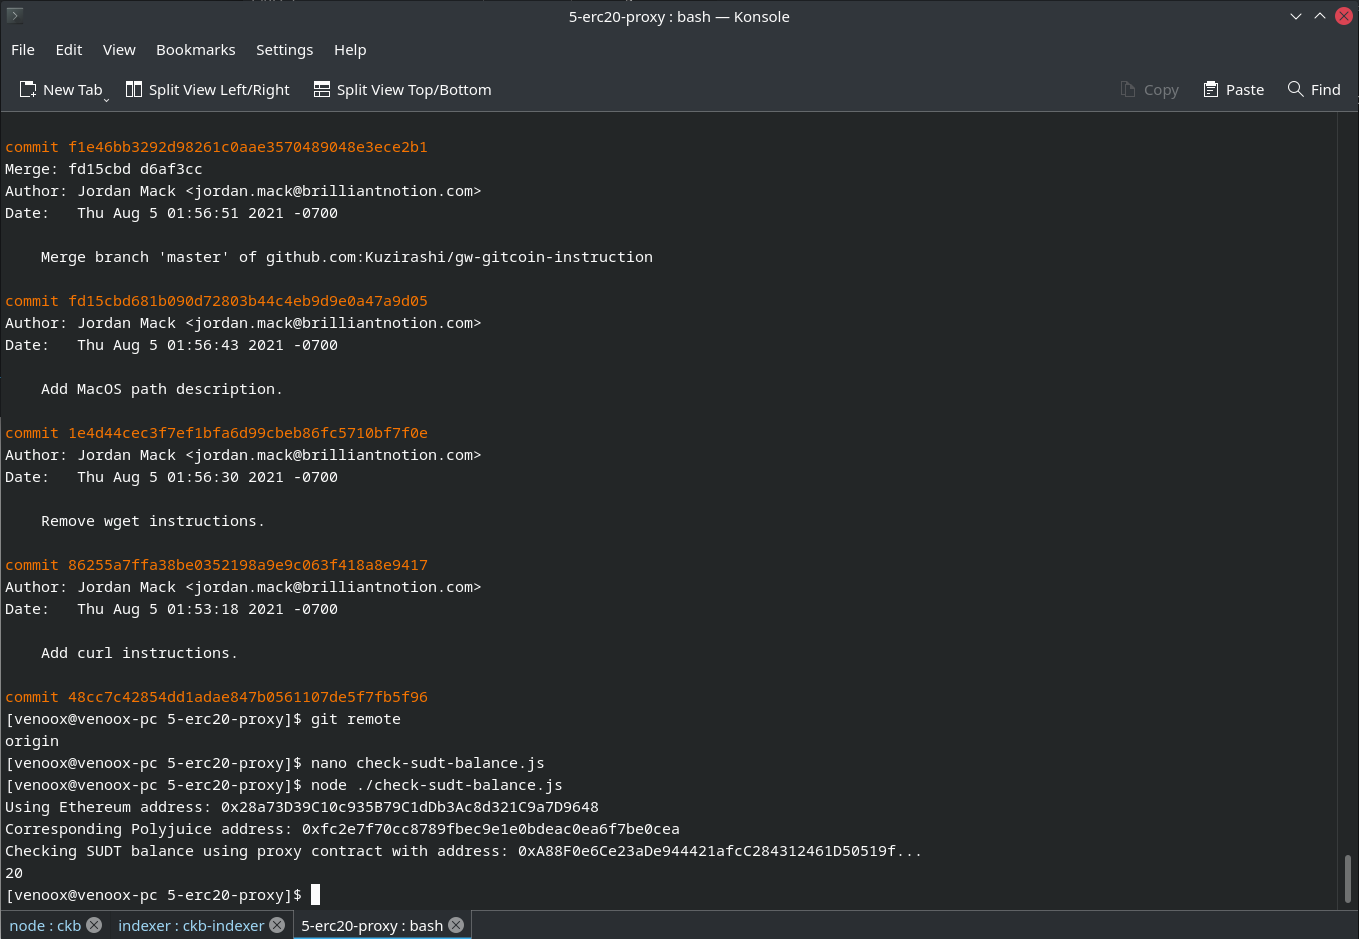 5-erc20-proxy : bash — Konsole
File Edit View Bookmarks Settings Help
New Tab Split View Left/Right Split View Top/Bottom Copy Paste Find
commit f1e46bb3292d98261c0aae3570489048e3ece2b1
Merge: fd15cbd d6af3cc
Author: Jordan Mack <jordan.mack@brilliantnotion.com>
Date:   Thu Aug 5 01:56:51 2021 -0700
Merge branch 'master' of github.com:Kuzirashi/gw-gitcoin-instruction
commit fd15cbd681b090d72803b44c4eb9d9e0a47a9d05
Author: Jordan Mack <jordan.mack@brilliantnotion.com>
Date:   Thu Aug 5 01:56:43 2021 -0700
Add MacOS path description.
commit 1e4d44cec3f7ef1bfa6d99cbeb86fc5710bf7f0e
Author: Jordan Mack <jordan.mack@brilliantnotion.com>
Date:   Thu Aug 5 01:56:30 2021 -0700
Remove wget instructions.
commit 86255a7ffa38be0352198a9e9c063f418a8e9417
Author: Jordan Mack <jordan.mack@brilliantnotion.com>
Date:   Thu Aug 5 01:53:18 2021 -0700
Add curl instructions.
commit 48cc7c42854dd1adae847b0561107de5f7fb5f96
[venoox@venoox-pc 5-erc20-proxy]$ git remote
origin
[venoox@venoox-pc 5-erc20-proxy]$ nano check-sudt-balance.js
[venoox@venoox-pc 5-erc20-proxy]$ node ./check-sudt-balance.js
Using Ethereum address: 0x28a73D39C10c935B79C1dDb3Ac8d321C9a7D9648
Corresponding Polyjuice address: 0xfc2e7f70cc8789fbec9e1e0bdeac0ea6f7be0cea
Checking SUDT balance using proxy contract with address: 0xA88F0e6Ce23aDe944421afcC284312461D50519f...
20
[venoox@venoox-pc 5-erc20-proxy]$
node : ckb indexer : ckb-indexer 5-erc20-proxy : bash